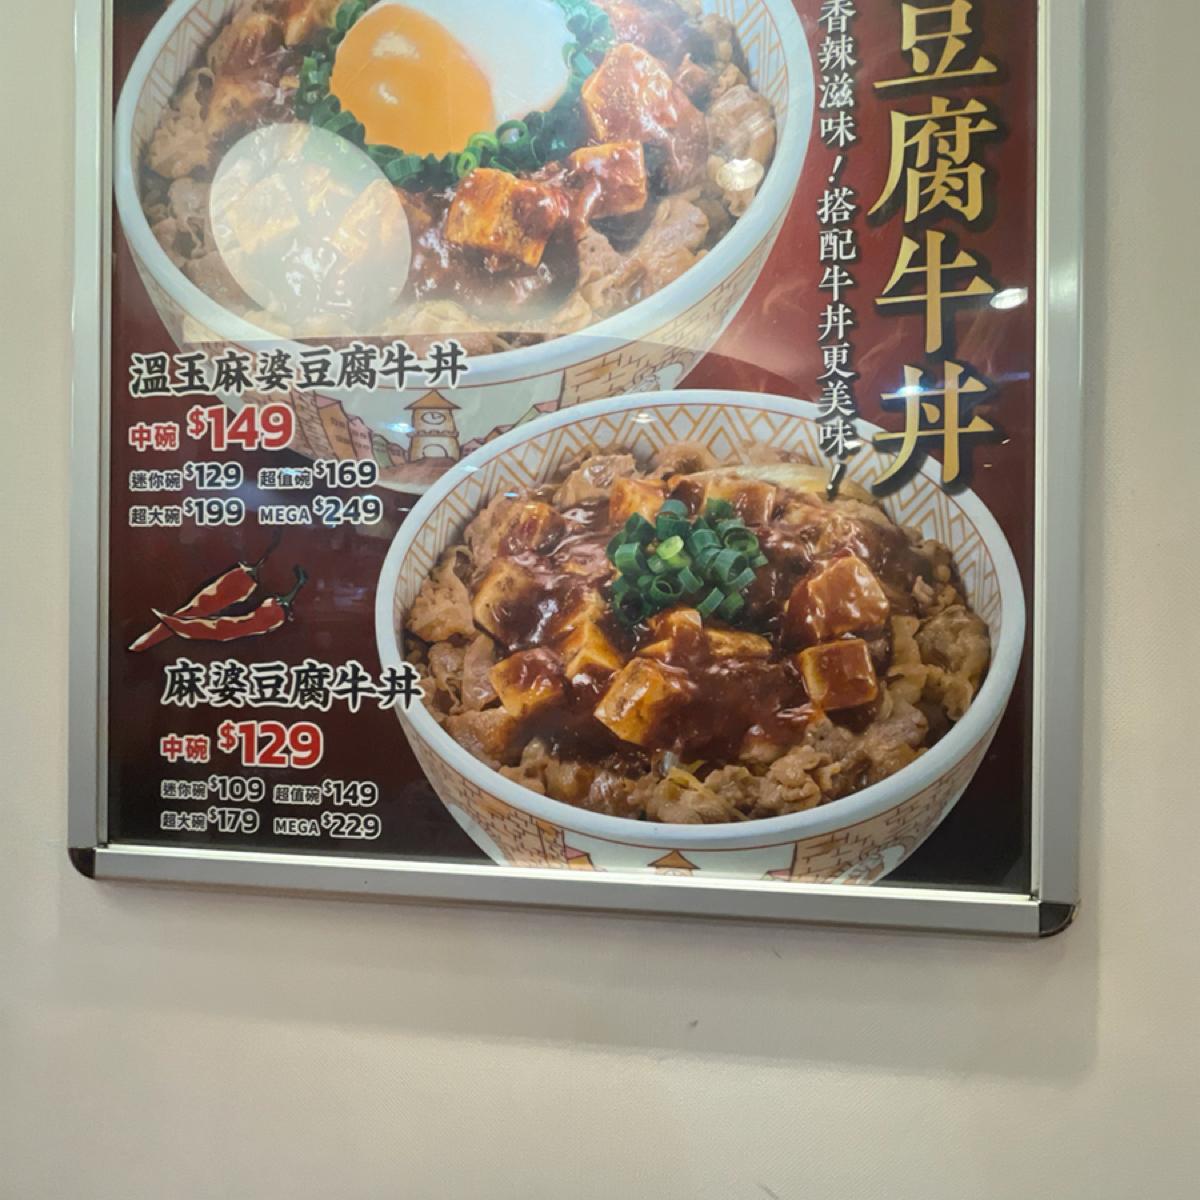 豆腐牛丼
香辣滋味！搭配牛丼更美味！
溫玉麻婆豆腐牛丼
中碗 $149
迷你碗 $129 超值碗 $169
超大碗 $199 MEGA $249
麻婆豆腐牛丼
中碗 $129
迷你碗 $109 超值碗 $149
超大碗 $179 MEGA $229